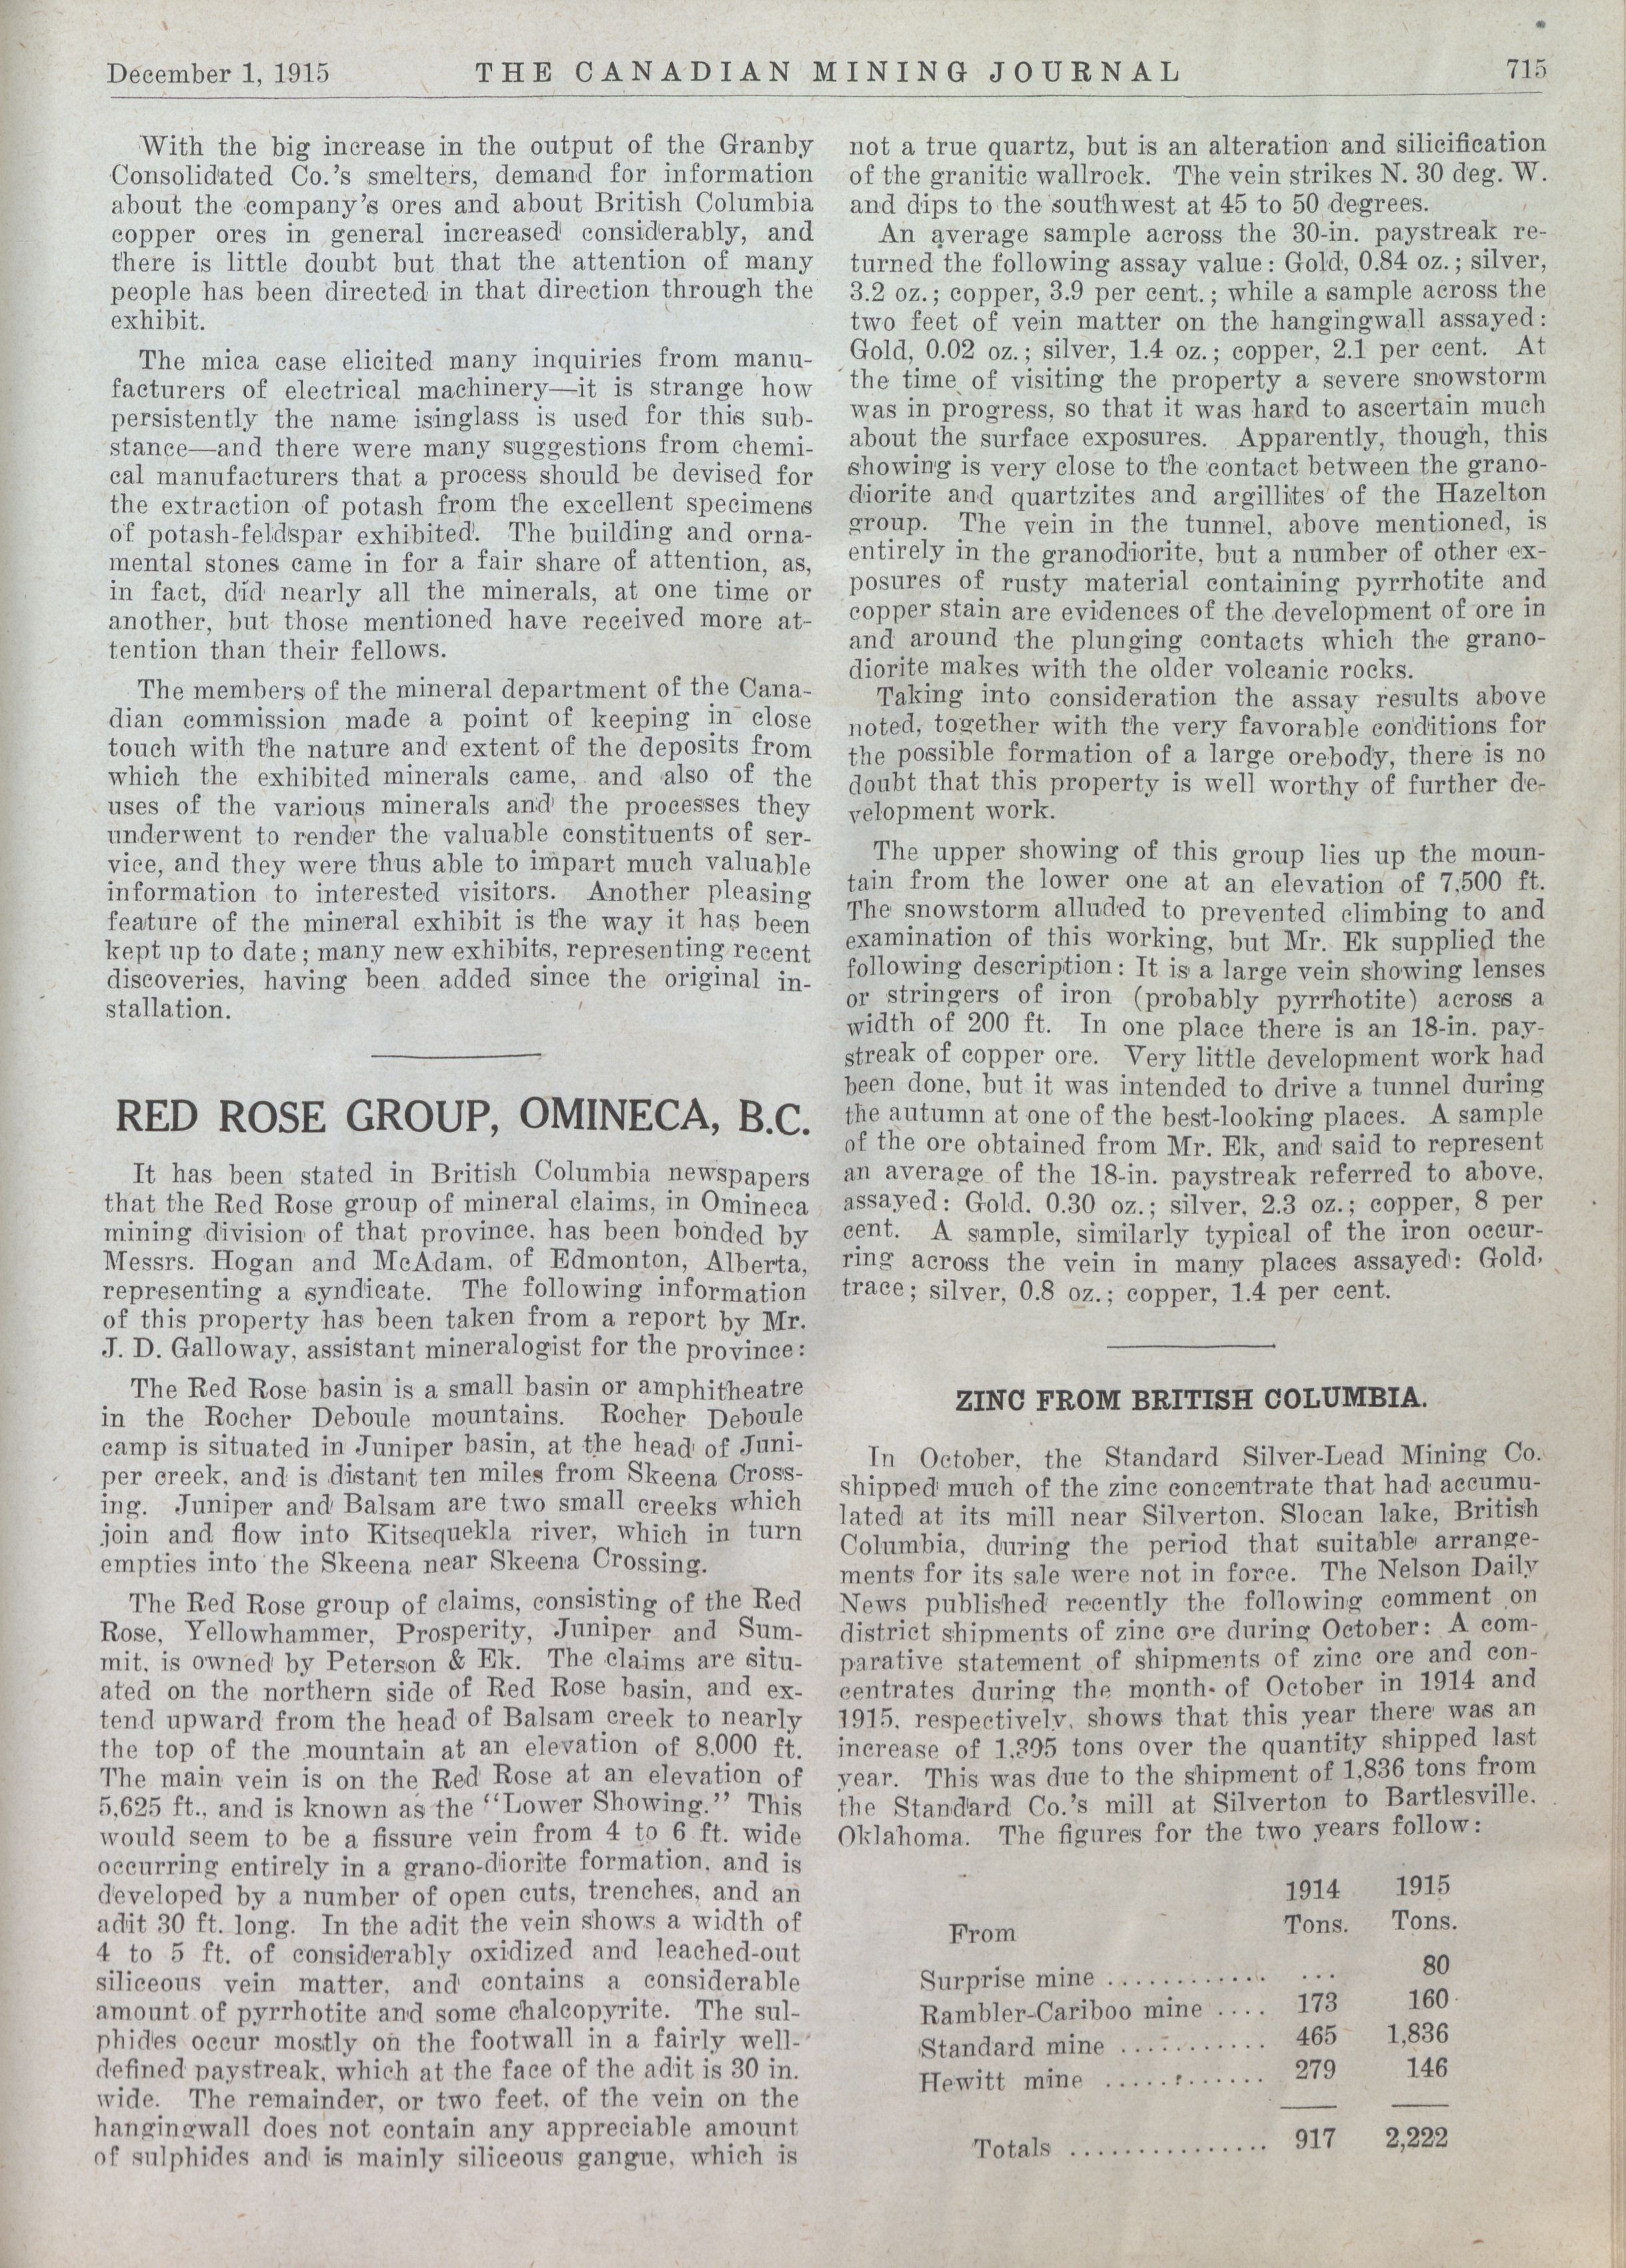 December 1, 1915
THE CANADIAN MINING JOURNAL
715
With the big increase in the output of the Granby
Consolidated Co.'s smelters, demand for information
about the company's ores and about British Columbia
copper ores in general increased considerably, and
there is little doubt but that the attention of many
people has been directed in that direction through the
exhibit.
The mica case elicited many inquiries from manu-
facturers of electrical machinery—it is strange how
persistently the name isinglass is used for this sub-
stance—and there were many suggestions from chemi-
cal manufacturers that a process should be devised for
the extraction of potash from the excellent specimens
of potash-feldspar exhibited. The building and orna-
mental stones came in for a fair share of attention, as,
in fact, did nearly all the minerals, at one time or
another, but those mentioned have received more at-
tention than their fellows.
The members of the mineral department of the Cana-
dian commission made a point of keeping in close
touch with the nature and extent of the deposits from
which the exhibited minerals came, and also of the
uses of the various minerals and the processes they
underwent to render the valuable constituents of ser-
vice, and they were thus able to impart much valuable
information to interested visitors. Another pleasing
feature of the mineral exhibit is the way it has been
kept up to date; many new exhibits, representing recent
discoveries, having been added since the original in-
stallation.
RED ROSE GROUP, OMINECA, B.C.
It has been stated in British Columbia newspapers
that the Red Rose group of mineral claims, in Omineca
mining division of that province, has been bonded by
Messrs. Hogan and McAdam, of Edmonton, Alberta,
representing a syndicate. The following information
of this property has been taken from a report by Mr.
J. D. Galloway, assistant mineralogist for the province:
The Red Rose basin is a small basin or amphitheatre
in the Rocher Deboule mountains. Rocher Deboule
camp is situated in Juniper basin, at the head of Juni-
per creek, and is distant ten miles from Skeena Cross-
ing. Juniper and Balsam are two small creeks which
join and flow into Kitsequekla river, which in turn
empties into the Skeena near Skeena Crossing.
The Red Rose group of claims, consisting of the Red
Rose, Yellowhammer, Prosperity, Juniper and Sum-
mit, is owned by Peterson & Ek. The claims are situ-
ated on the northern side of Red Rose basin, and ex-
tend upward from the head of Balsam creek to nearly
the top of the mountain at an elevation of 8,000 ft.
The main vein is on the Red Rose at an elevation of
5,625 ft., and is known as the "Lower Showing." This
would seem to be a fissure vein from 4 to 6 ft. wide
occurring entirely in a grano-diorite formation, and is
developed by a number of open cuts, trenches, and an
adit 30 ft. long. In the adit the vein shows a width of
4 to 5 ft. of considerably oxidized and leached-out
siliceous vein matter, and contains a considerable
amount of pyrrhotite and some chalcopyrite. The sul-
phides occur mostly on the footwall in a fairly well-
defined paystreak, which at the face of the adit is 30 in.
wide. The remainder, or two feet, of the vein on the
hangingwall does not contain any appreciable amount
of sulphides and is mainly siliceous gangue, which is
not a true quartz, but is an alteration and silicification
of the granitic wallrock. The vein strikes N. 30 deg. W.
and dips to the southwest at 45 to 50 degrees.
An average sample across the 30-in. paystreak re-
turned the following assay value: Gold, 0.84 oz.; silver,
3.2 oz.; copper, 3.9 per cent.; while a sample across the
two feet of vein matter on the hangingwall assayed:
Gold, 0.02 oz.; silver, 1.4 oz.; copper, 2.1 per cent. At
the time of visiting the property a severe snowstorm
was in progress, so that it was hard to ascertain much
about the surface exposures. Apparently, though, this
showing is very close to the contact between the grano-
diorite and quartzites and argillites of the Hazelton
group. The vein in the tunnel, above mentioned, is
entirely in the granodiorite, but a number of other ex-
posures of rusty material containing pyrrhotite and
copper stain are evidences of the development of ore in
and around the plunging contacts which the grano-
diorite makes with the older volcanic rocks.
Taking into consideration the assay results above
noted, together with the very favorable conditions for
the possible formation of a large orebody, there is no
doubt that this property is well worthy of further de-
velopment work.
The upper showing of this group lies up the moun-
tain from the lower one at an elevation of 7,500 ft.
The snowstorm alluded to prevented climbing to and
examination of this working, but Mr. Ek supplied the
following description: It is a large vein showing lenses
or stringers of iron (probably pyrrhotite) across a
width of 200 ft. In one place there is an 18-in. pay-
streak of copper ore. Very little development work had
been done, but it was intended to drive a tunnel during
the autumn at one of the best-looking places. A sample
of the ore obtained from Mr. Ek, and said to represent
an average of the 18-in. paystreak referred to above,
assayed: Gold, 0.30 oz.; silver, 2.3 oz.; copper, 8 per
cent. A sample, similarly typical of the iron occur-
ring across the vein in many places assayed: Gold,
trace; silver, 0.8 oz.; copper, 1.4 per cent.
ZINC FROM BRITISH COLUMBIA.
In October, the Standard Silver-Lead Mining Co.
shipped much of the zinc concentrate that had accumu-
lated at its mill near Silverton, Slocan lake, British
Columbia, during the period that suitable arrange-
ments for its sale were not in force. The Nelson Daily
News published recently the following comment on
district shipments of zinc ore during October: A com-
parative statement of shipments of zinc ore and con-
centrates during the month of October in 1914 and
1915, respectively, shows that this year there was an
increase of 1,305 tons over the quantity shipped last
year. This was due to the shipment of 1,836 tons from
the Standard Co.'s mill at Silverton to Bartlesville,
Oklahoma. The figures for the two years follow:
1914 1915
From Tons. Tons.
Surprise mine ............ ... 80
Rambler-Cariboo mine .... 173 160
Standard mine ........... 465 1,836
Hewitt mine ............ 279 146
Totals ............... 917 2,222